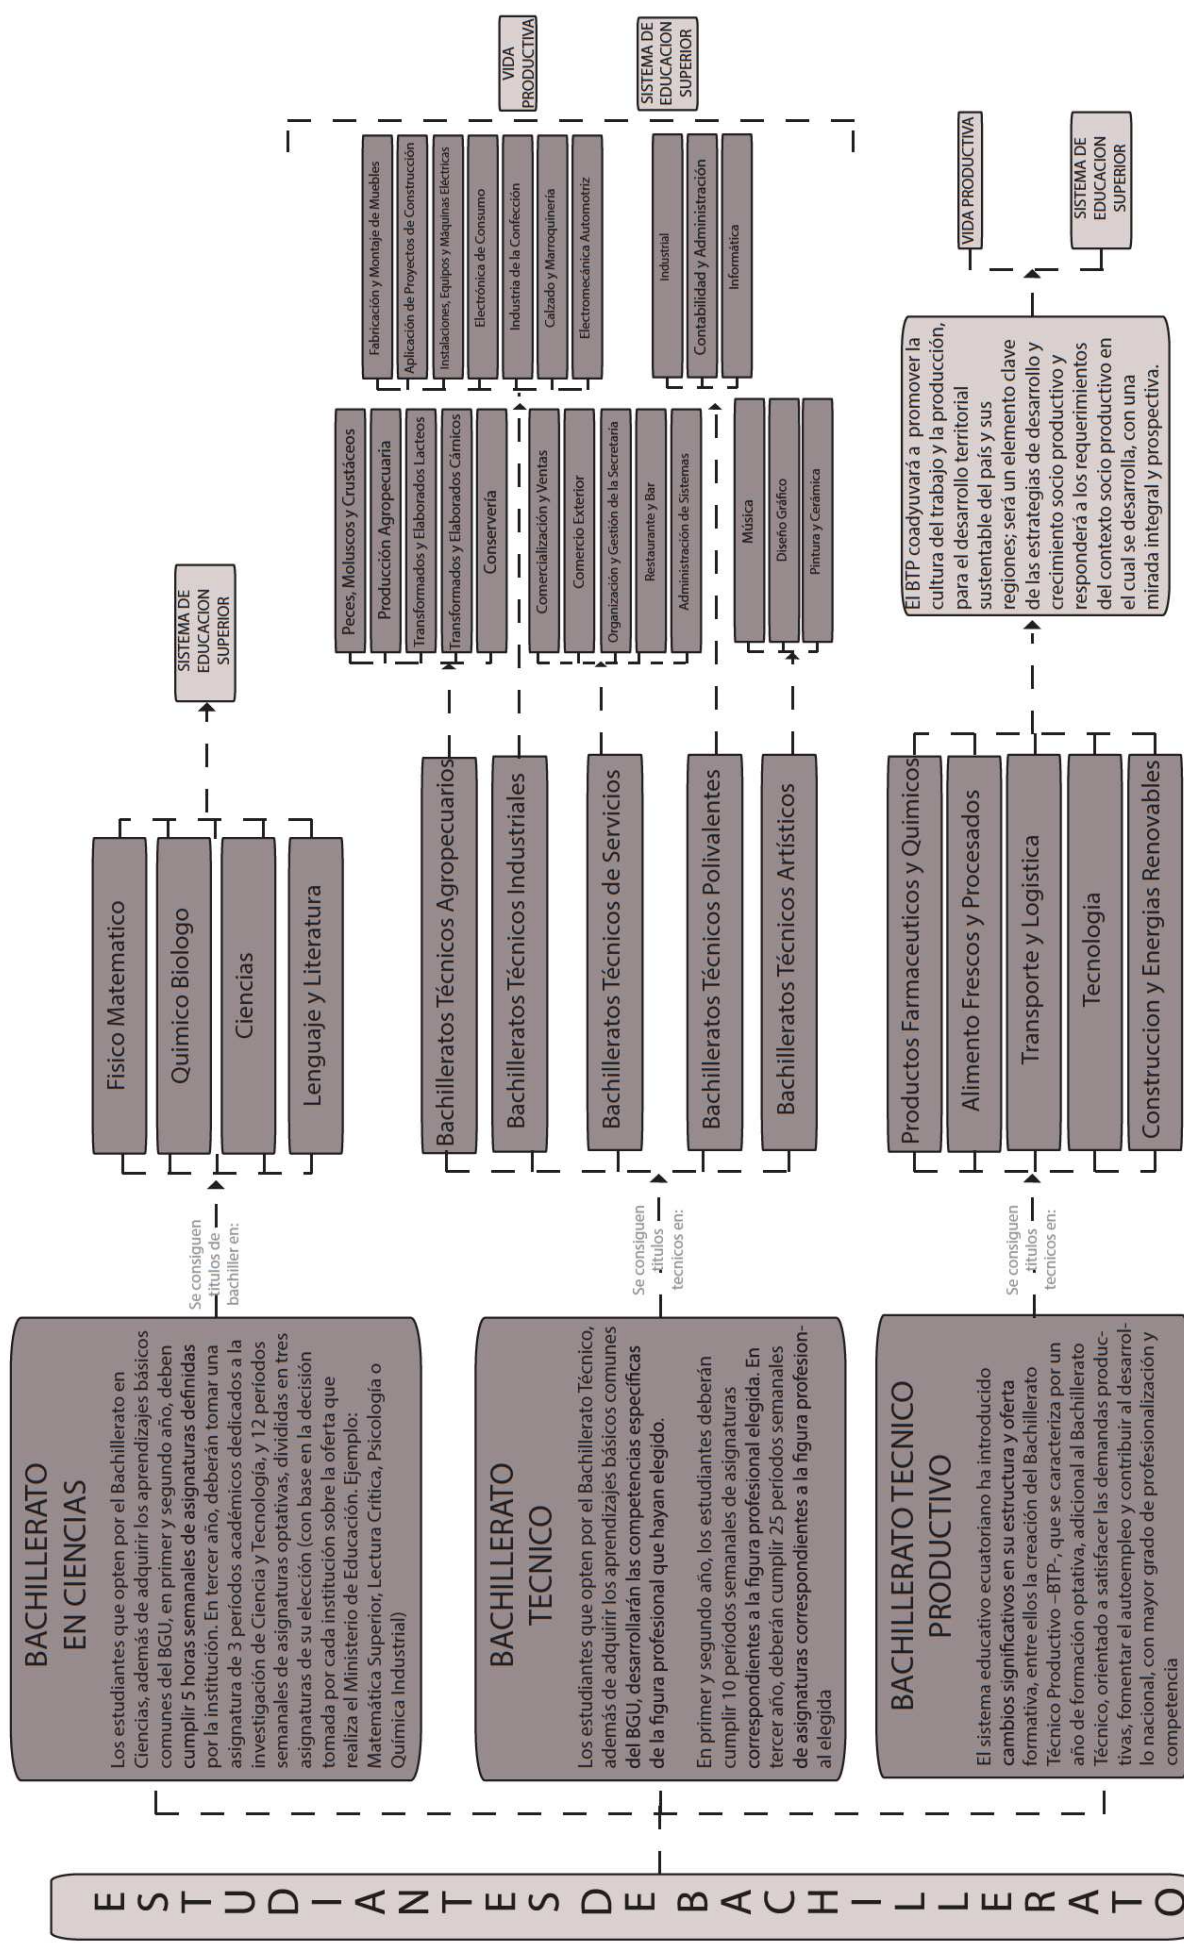 ESTUDIANTES DE BACHILLERATO
BACHILLERATO
EN CIENCIAS
Los estudiantes que opten por el Bachillerato en
Ciencias, además de adquirir los aprendizajes básicos
comunes del BGU, en primer y segundo año, deben
cumplir 5 horas semanales de asignaturas definidas
por la institución. En tercer año, deberán tomar una
asignatura de 3 períodos académicos dedicados a la
investigación de Ciencia y Tecnología, y 12 períodos
semanales de asignaturas optativas, divididas en tres
asignaturas de su elección (con base en la decisión
tomada por cada institución sobre la oferta que
realiza el Ministerio de Educación. Ejemplo:
Matemática Superior, Lectura Crítica, Psicología o
Química Industrial)
Se consiguen
titulos de
bachiller en:
Fisico Matematico
Quimico Biologo
Ciencias
Lenguaje y Literatura
SISTEMA DE
EDUCACION
SUPERIOR
BACHILLERATO
TECNICO
Los estudiantes que opten por el Bachillerato Técnico,
además de adquirir los aprendizajes básicos comunes
del BGU, desarrollarán las competencias específicas
de la figura profesional que hayan elegido.
En primer y segundo año, los estudiantes deberán
cumplir 10 períodos semanales de asignaturas
correspondientes a la figura profesional elegida. En
tercer año, deberán cumplir 25 períodos semanales
de asignaturas correspondientes a la figura profesion-
al elegida
Se consiguen
titulos
tecnicos en:
Bachilleratos Técnicos Agropecuarios
Bachilleratos Técnicos Industriales
Bachilleratos Técnicos de Servicios
Bachilleratos Técnicos Polivalentes
Bachilleratos Técnicos Artísticos
Peces, Moluscos y Crustáceos
Producción Agropecuaria
Transformados y Elaborados Lacteos
Transformados y Elaborados Cárnicos
Conservería
Comercialización y Ventas
Comercio Exterior
Organización y Gestión de la Secretaría
Restaurante y Bar
Administración de Sistemas
Música
Diseño Gráfico
Pintura y Cerámica
Fabricación y Montaje de Muebles
Aplicación de Proyectos de Construcción
Instalaciones, Equipos y Máquinas Eléctricas
Electrónica de Consumo
Industria de la Confección
Calzado y Marroquinería
Electromecánica Automotriz
Industrial
Contabilidad y Administración
Informática
VIDA
PRODUCTIVA
SISTEMA DE
EDUCACION
SUPERIOR
BACHILLERATO TECNICO
PRODUCTIVO
El sistema educativo ecuatoriano ha introducido
cambios significativos en su estructura y oferta
formativa, entre ellos la creación del Bachillerato
Técnico Productivo –BTP-, que se caracteriza por un
año de formación optativa, adicional al Bachillerato
Técnico, orientado a satisfacer las demandas produc-
tivas, fomentar el autoempleo y contribuir al desarrol-
lo nacional, con mayor grado de profesionalización y
competencia
Se consiguen
titulos
tecnicos en:
Productos Farmaceuticos y Quimicos
Alimento Frescos y Procesados
Transporte y Logistica
Tecnologia
Construccion y Energias Renovables
El BTP coadyuvará a promover la
cultura del trabajo y la producción,
para el desarrollo territorial
sustentable del país y sus
regiones; será un elemento clave
de las estrategias de desarrollo y
crecimiento socio productivo y
responderá a los requerimientos
del contexto socio productivo en
el cual se desarrolla, con una
mirada integral y prospectiva.
VIDA PRODUCTIVA
SISTEMA DE
EDUCACION
SUPERIOR